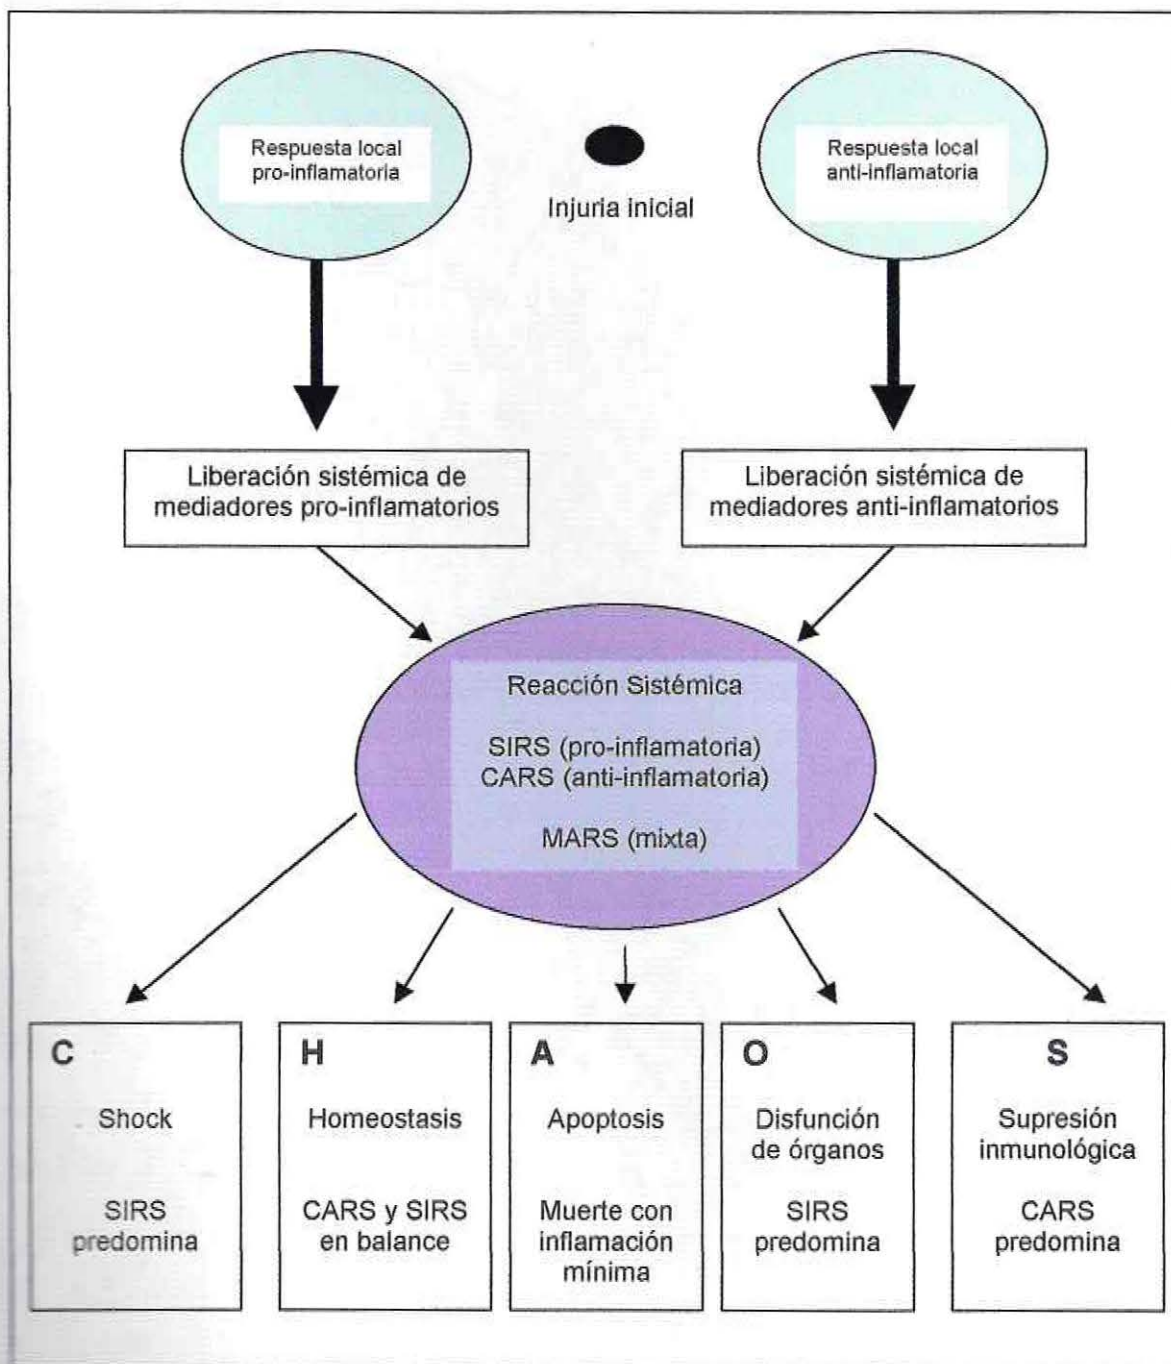 Respuesta local
pro-inflamatoria
Injuria inicial
Respuesta local
anti-inflamatoria
Liberación sistémica de
mediadores pro-inflamatorios
Liberación sistémica de
mediadores anti-inflamatorios
Reacción Sistémica
SIRS (pro-inflamatoria)
CARS (anti-inflamatoria)
MARS (mixta)
C
Shock
SIRS
predomina
H
Homeostasis
CARS y SIRS
en balance
A
Apoptosis
Muerte con
inflamación
mínima
O
Disfunción
de órganos
SIRS
predomina
S
Supresión
inmunológica
CARS
predomina